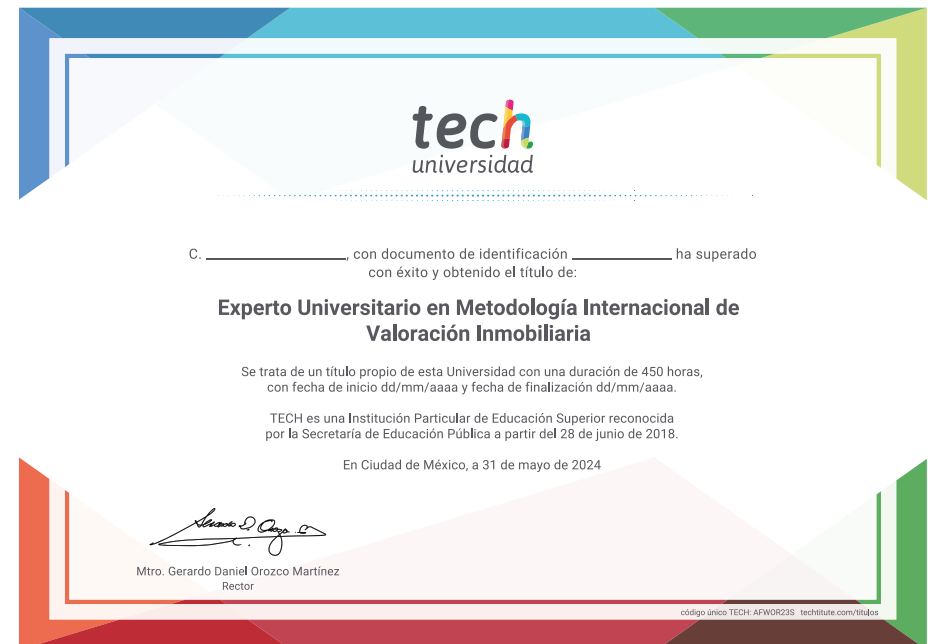 tech
universidad
C. ____________, con documento de identificación ____________ ha superado
con éxito y obtenido el título de:
Experto Universitario en Metodología Internacional de
Valoración Inmobiliaria
Se trata de un título propio de esta Universidad con una duración de 450 horas,
con fecha de inicio dd/mm/aaaa y fecha de finalización dd/mm/aaaa.
TECH es una Institución Particular de Educación Superior reconocida
por la Secretaría de Educación Pública a partir del 28 de junio de 2018.
En Ciudad de México, a 31 de mayo de 2024
Mtro. Gerardo Daniel Orozco Martínez
Rector
código único TECH: AFWOR23S techtitute.com/titulos